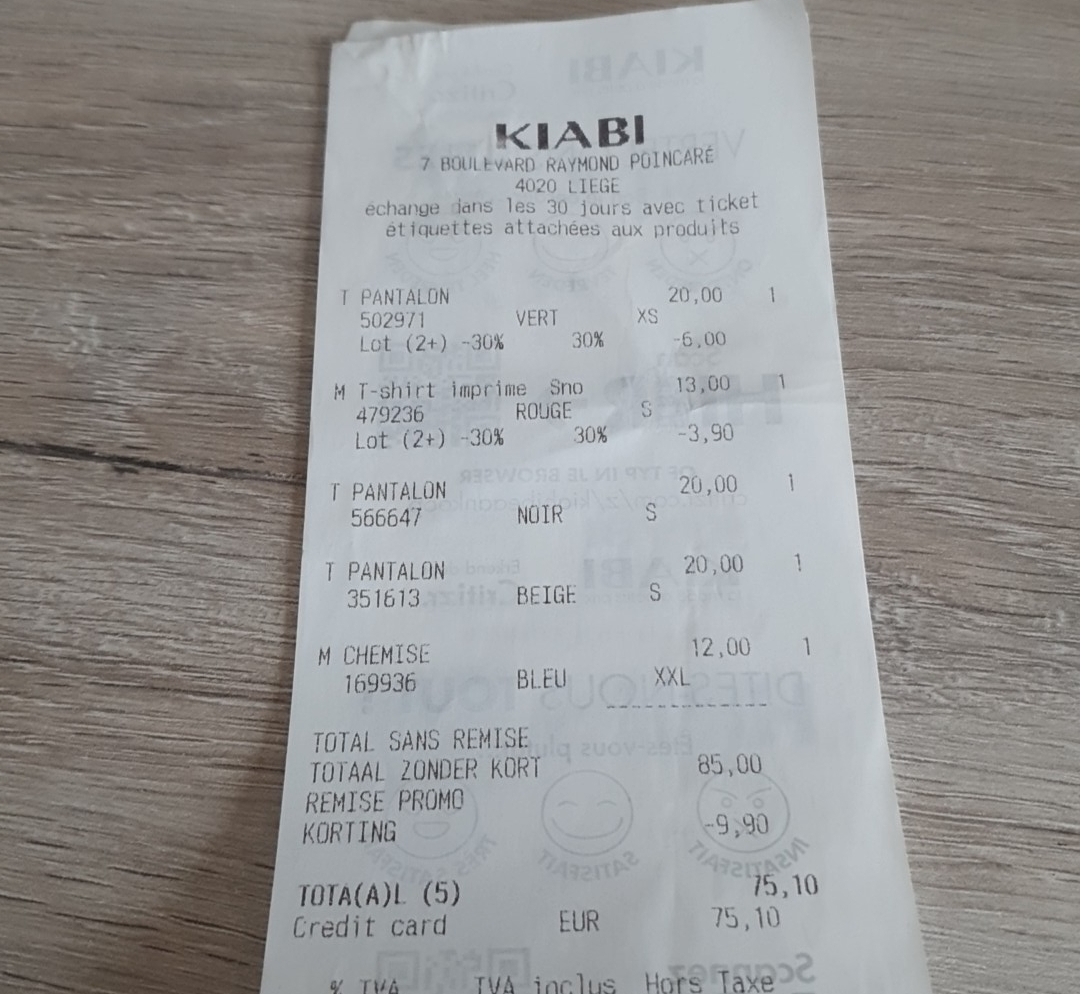 KIABI
7 BOULEVARD RAYMOND POINCARÉ
4020 LIEGE
échange dans les 30 jours avec ticket
étiquettes attachées aux produits
T PANTALON 20,00 1
502971 VERT XS
Lot (2+) -30% 30% -6,00
M T-shirt imprime Sno 13,00 1
479236 ROUGE S
Lot (2+) -30% 30% -3,90
T PANTALON 20,00 1
566647 NOIR S
T PANTALON 20,00 1
351613 BEIGE S
M CHEMISE 12,00 1
169936 BLEU XXL
TOTAL SANS REMISE
TOTAAL ZONDER KORT 85,00
REMISE PROMO
KORTING -9,90
TOTA(A)L (5) 75,10
Credit card EUR 75,10
% TVA TVA inclus Hors Taxe